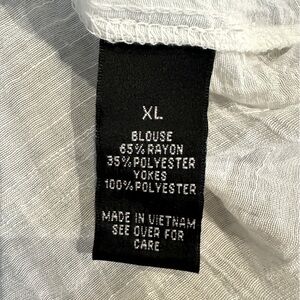 XL
BLOUSE
65% RAYON
35% POLYESTER
YOKES
100% POLYESTER
MADE IN VIETNAM
SEE OVER FOR
CARE